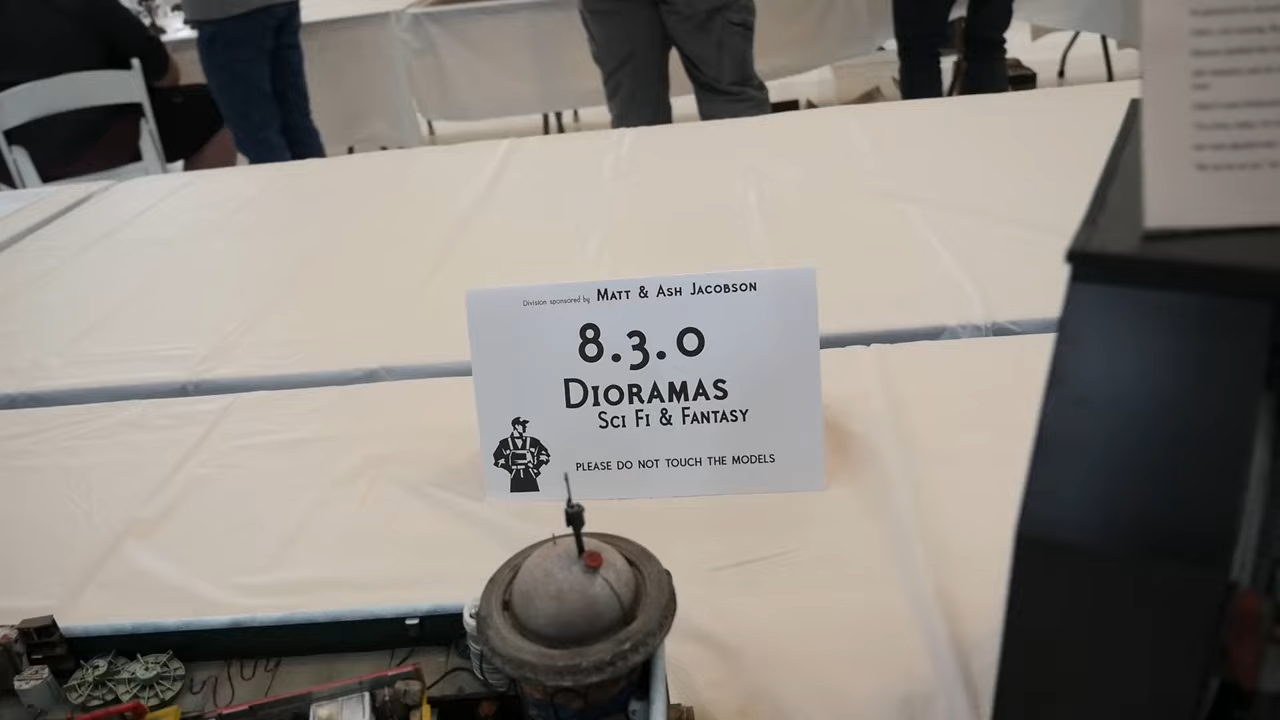 Division sponsored by MATT & ASH JACOBSON
8.3.0
DIORAMAS
SCI FI & FANTASY
PLEASE DO NOT TOUCH THE MODELS